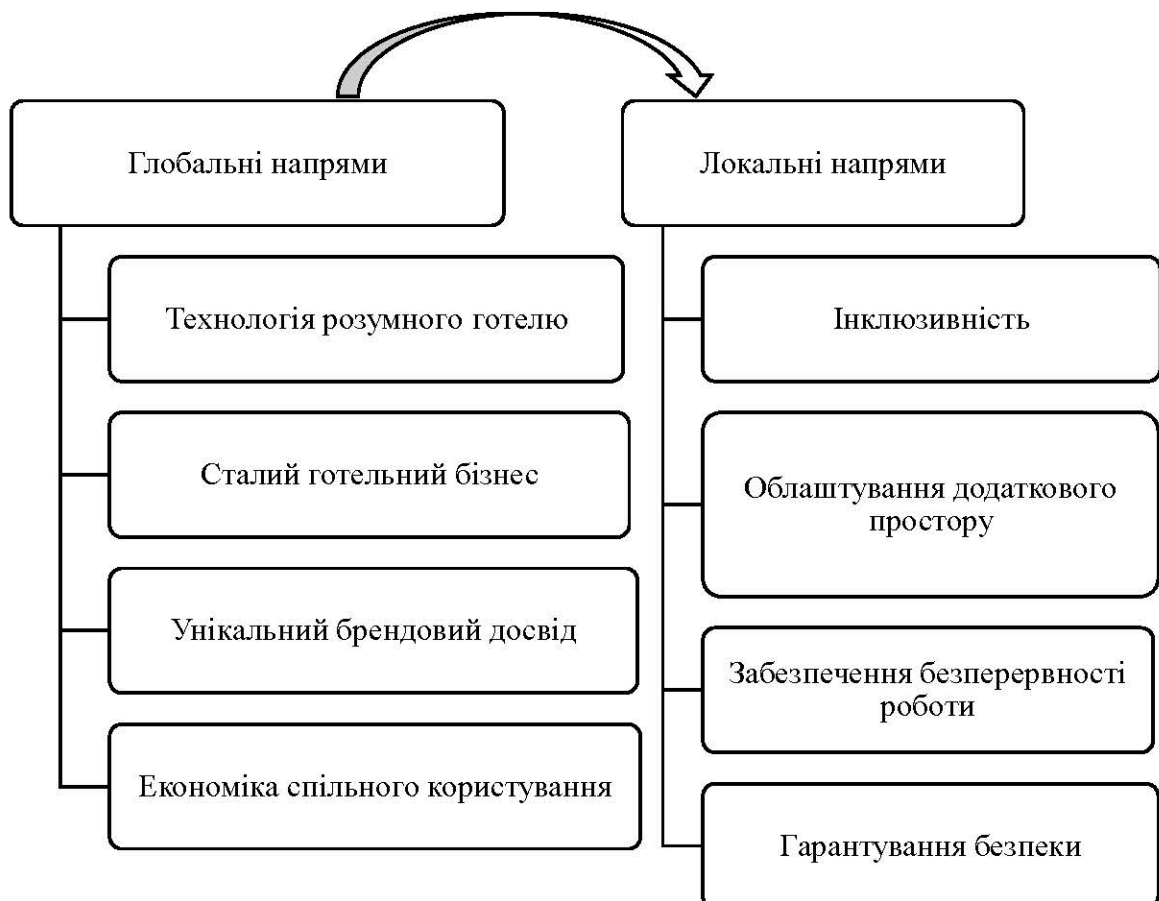 Глобальні напрями
Технологія розумного готелю
Сталий готельний бізнес
Унікальний брендовий досвід
Економіка спільного користування
Локальні напрями
Інклюзивність
Облаштування додаткового
простору
Забезпечення безперервності
роботи
Гарантування безпеки